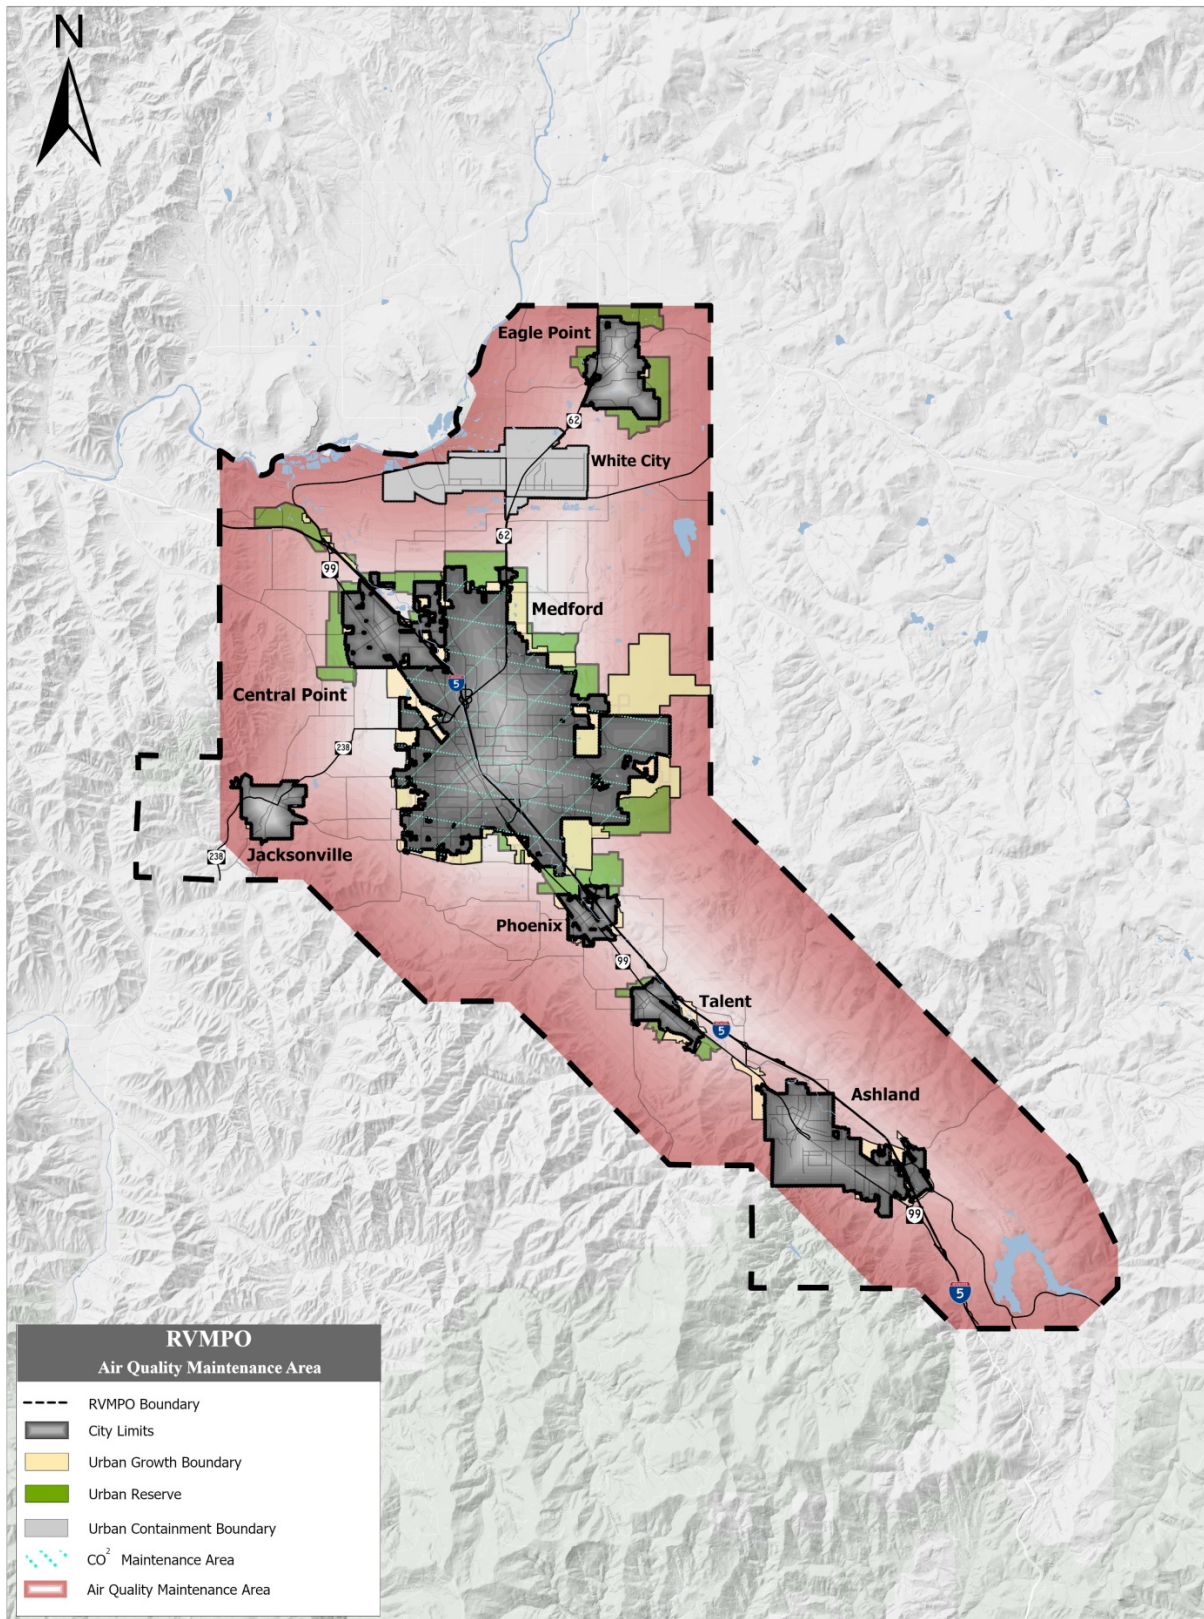 N
Eagle Point
62
White City
62
99
Medford
5
Central Point
238
Jacksonville
238
Phoenix
99
Talent
5
Ashland
99
5
RVMPO
Air Quality Maintenance Area
RVMPO Boundary
City Limits
Urban Growth Boundary
Urban Reserve
Urban Containment Boundary
CO² Maintenance Area
Air Quality Maintenance Area